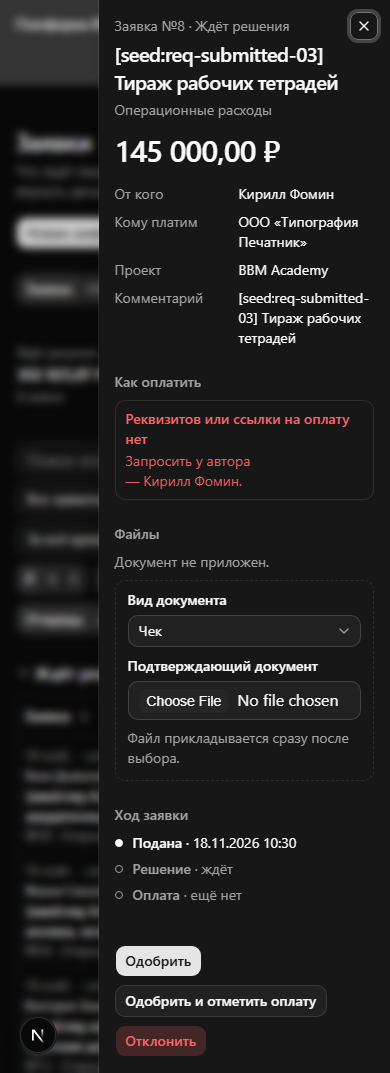 Заявка №8 · Ждёт решения
[seed:req-submitted-03]
Тираж рабочих тетрадей
Операционные расходы
145 000,00 ₽
От кого Кирилл Фомин
Кому платим ООО «Типография
Печатник»
Проект BBM Academy
Комментарий [seed:req-submitted-
03] Тираж рабочих
тетрадей
Как оплатить
Реквизитов или ссылки на оплату
нет
Запросить у автора
— Кирилл Фомин.
Файлы
Документ не приложен.
Вид документа
Чек
Подтверждающий документ
Choose File No file chosen
Файл прикладывается сразу после
выбора.
Ход заявки
Подана · 18.11.2026 10:30
Решение · ждёт
Оплата · ещё нет
Одобрить
Одобрить и отметить оплату
N
Отклонить